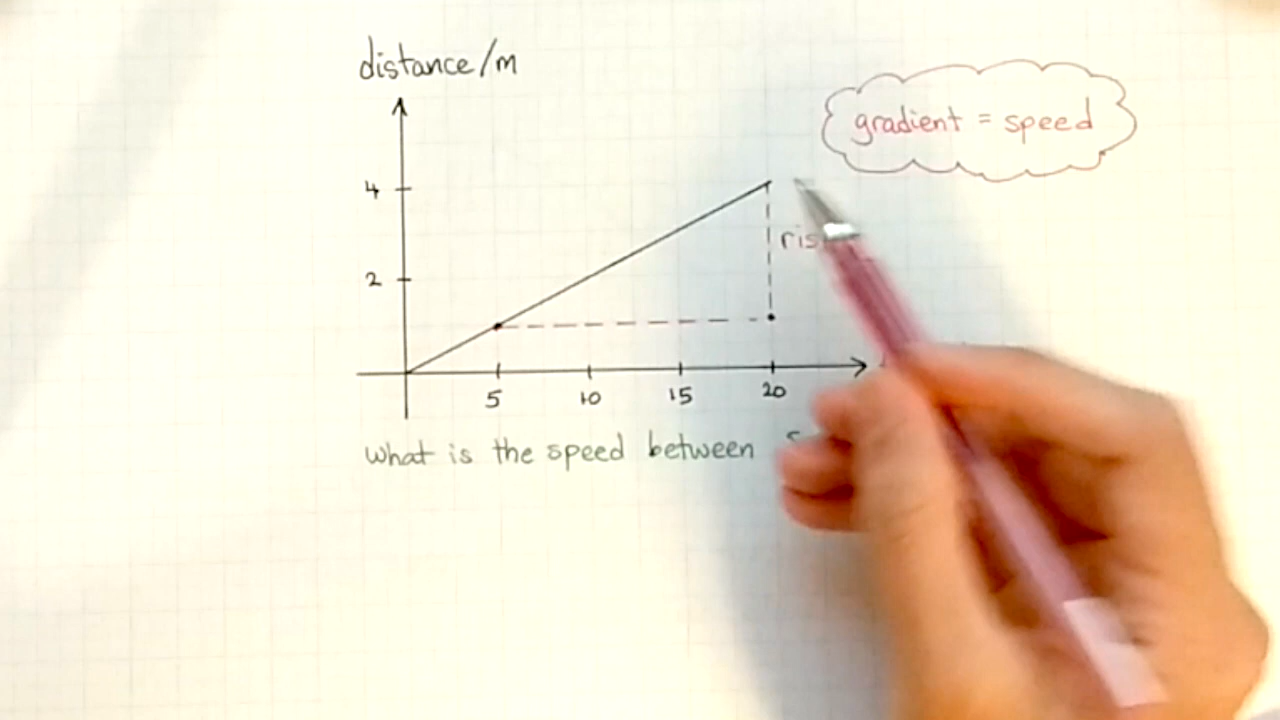 distance/m
gradient = speed
4
2
5 10 15 20
what is the speed between